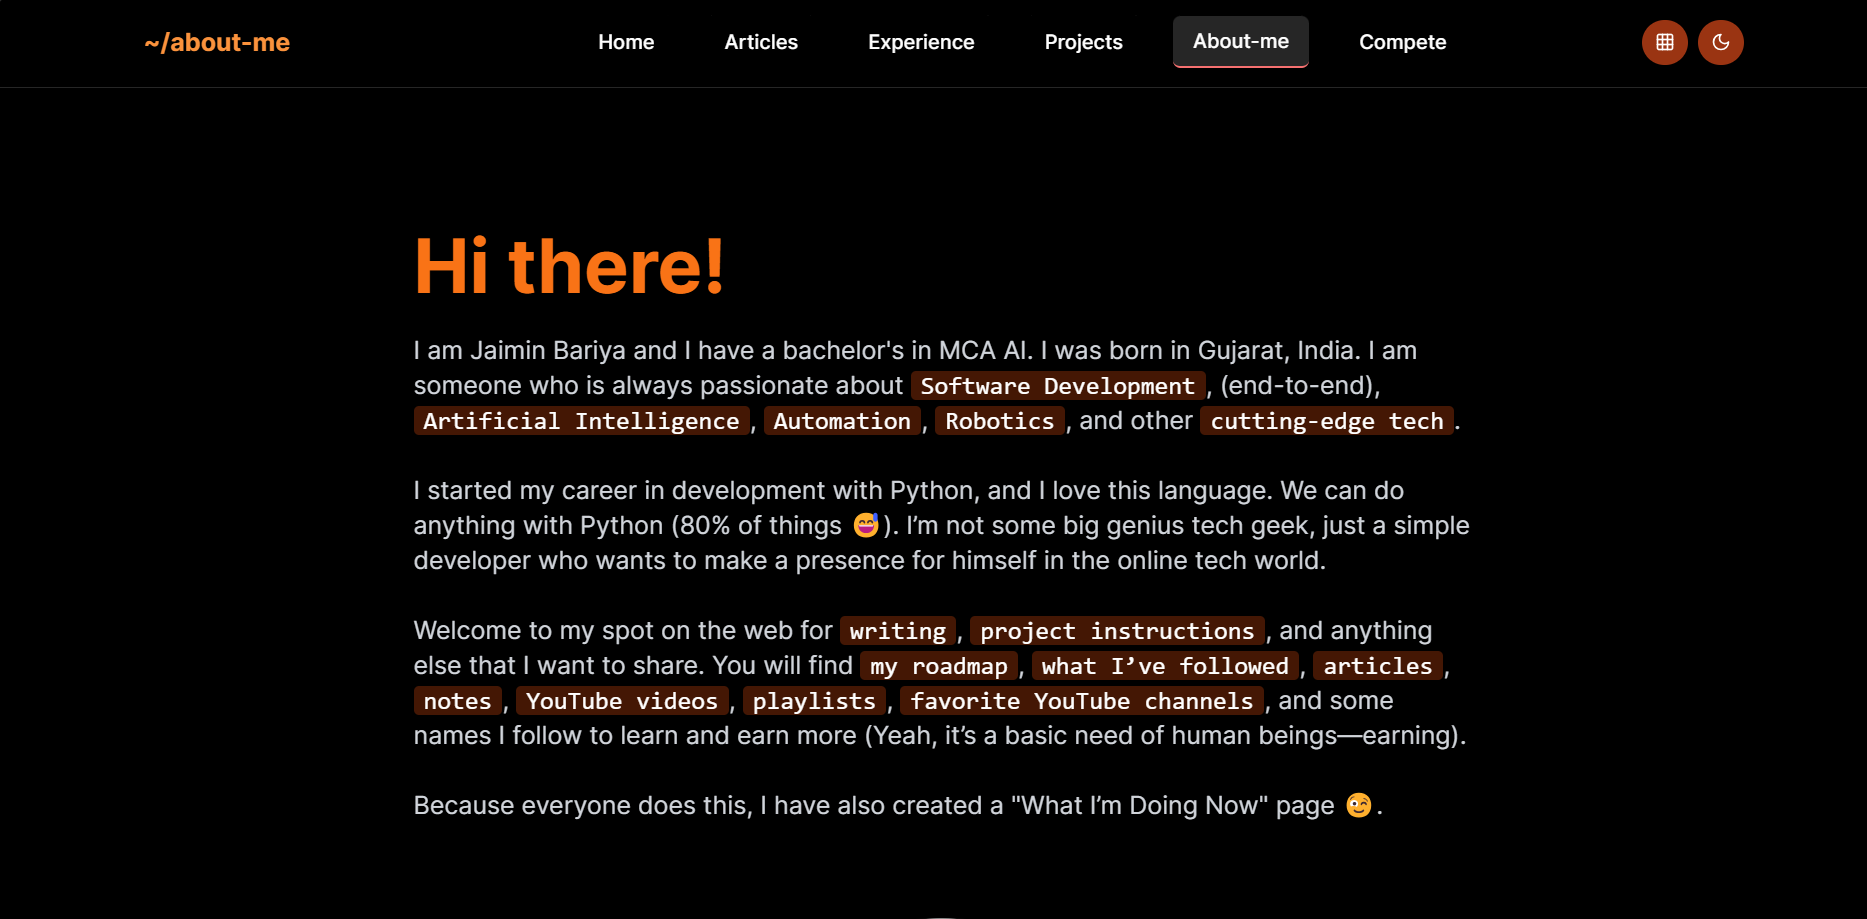 ~/about-me
Home Articles Experience Projects About-me Compete
Hi there!
I am Jaimin Bariya and I have a bachelor's in MCA AI. I was born in Gujarat, India. I am
someone who is always passionate about Software Development, (end-to-end),
Artificial Intelligence, Automation, Robotics, and other cutting-edge tech.
I started my career in development with Python, and I love this language. We can do
anything with Python (80% of things 😅). I’m not some big genius tech geek, just a simple
developer who wants to make a presence for himself in the online tech world.
Welcome to my spot on the web for writing, project instructions, and anything
else that I want to share. You will find my roadmap, what I’ve followed, articles,
notes, YouTube videos, playlists, favorite YouTube channels, and some
names I follow to learn and earn more (Yeah, it’s a basic need of human beings—earning).
Because everyone does this, I have also created a "What I’m Doing Now" page 😉.